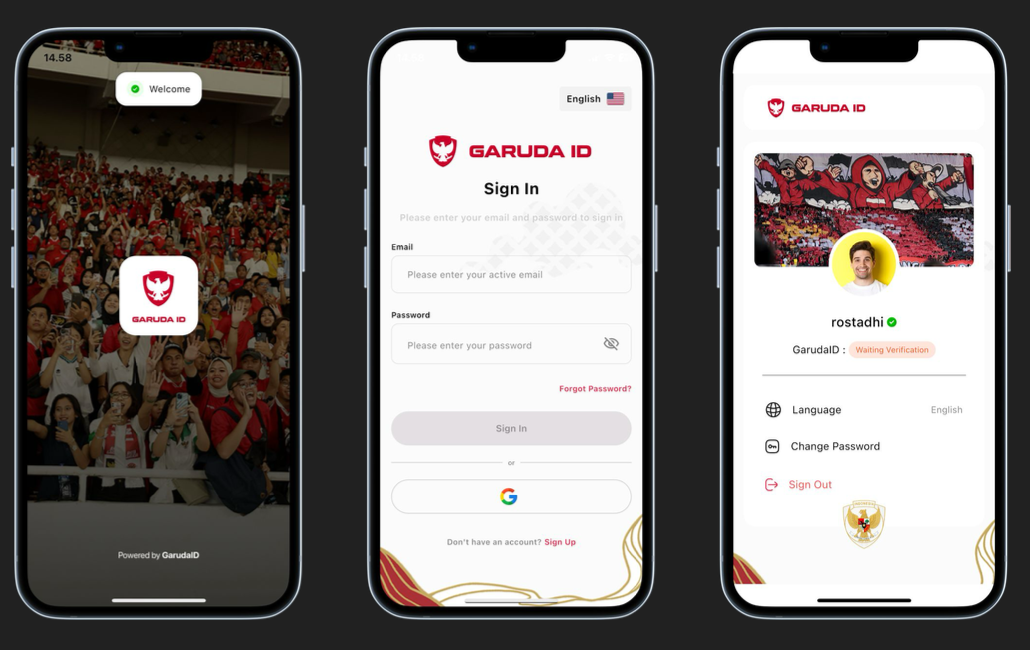 14.58
Welcome
GARUDA ID
Powered by GarudaID
English
GARUDA ID
Sign In
Please enter your email and password to sign in
Email
Please enter your active email
Password
Please enter your password
Forgot Password?
Sign In
or
Don't have an account? Sign Up
GARUDA ID
rostadhi
GarudaID : Waiting Verification
Language English
Change Password
Sign Out